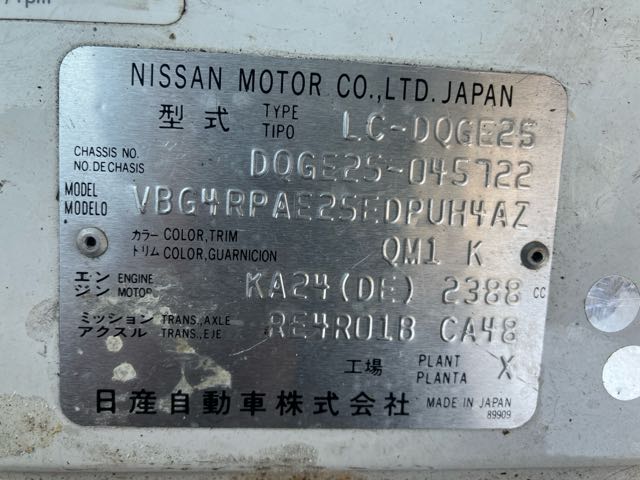 rpm
NISSAN MOTOR CO.,LTD. JAPAN
型式 TYPE TIPO LC-DQGE25
CHASSIS NO. NO. DE CHASIS DQGE25-045722
MODEL MODELO VBG4RPAE25EDPUH4AZ
カラー COLOR, TRIM トリム COLOR, GUARNICION QM1 K
エンジン ENGINE MOTOR KA24(DE) 2388 CC
ミッション TRANS.,AXLE アクスル TRANS.,EJE RE4R01B CA48
工場 PLANT PLANTA X
日産自動車株式会社 MADE IN JAPAN
89909